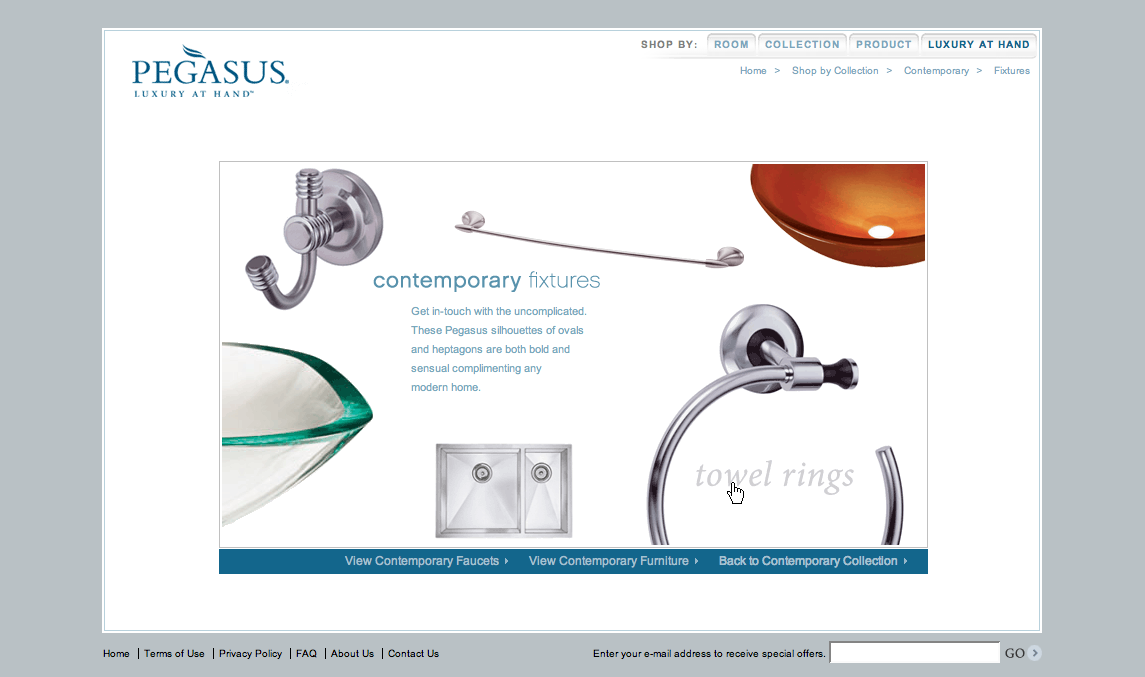 PEGASUS®
LUXURY AT HAND™
SHOP BY: ROOM COLLECTION PRODUCT LUXURY AT HAND
Home > Shop by Collection > Contemporary > Fixtures
contemporary fixtures
Get in-touch with the uncomplicated.
These Pegasus silhouettes of ovals
and heptagons are both bold and
sensual complimenting any
modern home.
towel rings
View Contemporary Faucets View Contemporary Furniture Back to Contemporary Collection
Home | Terms of Use | Privacy Policy | FAQ | About Us | Contact Us
Enter your e-mail address to receive special offers. GO